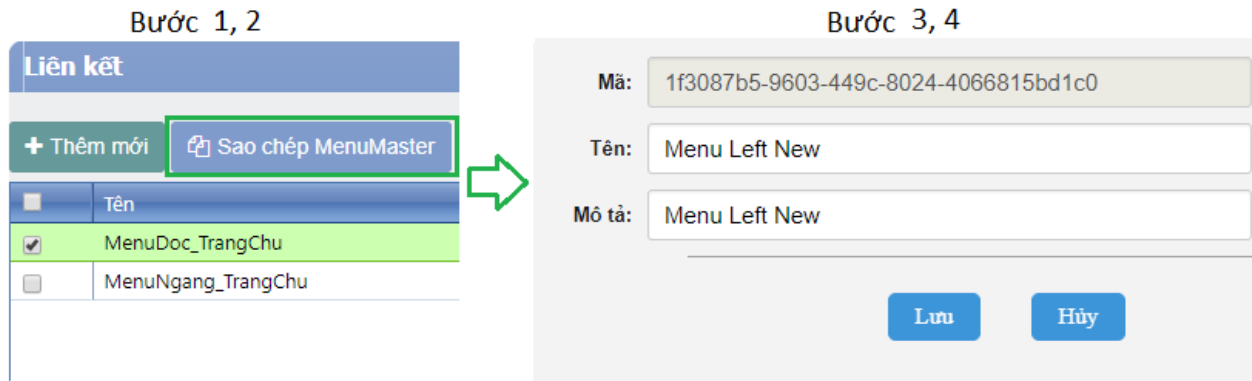 Bước 1, 2
Liên kết
Thêm mới
Sao chép MenuMaster
Tên
MenuDoc_TrangChu
MenuNgang_TrangChu
Bước 3, 4
Mã: 1f3087b5-9603-449c-8024-4066815bd1c0
Tên: Menu Left New
Mô tả: Menu Left New
Lưu
Hủy